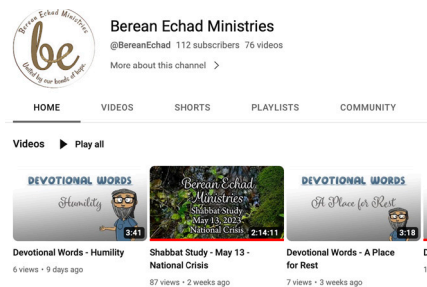 Berean Echad Ministries
be
United by our bonds of hope.
Berean Echad Ministries
@BereanEchad 112 subscribers 76 videos
More about this channel >
HOME VIDEOS SHORTS PLAYLISTS COMMUNITY
Videos Play all
DEVOTIONAL WORDS
Humility
3:41
Berean Echad
Ministries
Shabbat Study
May 13, 2023
National Crisis
2:14:11
DEVOTIONAL WORDS
A Place for Rest
3:18
Devotional Words - Humility
6 views • 9 days ago
Shabbat Study - May 13 -
National Crisis
87 views • 2 weeks ago
Devotional Words - A Place
for Rest
7 views • 3 weeks ago